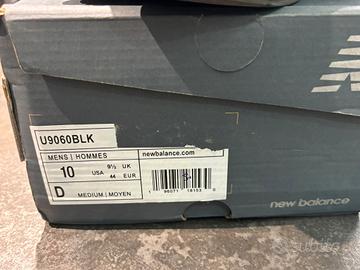 U9060BLK
MENS | HOMMES
newbalance.com
10 USA 9½ UK
44 EUR
D MEDIUM | MOYEN
new balance